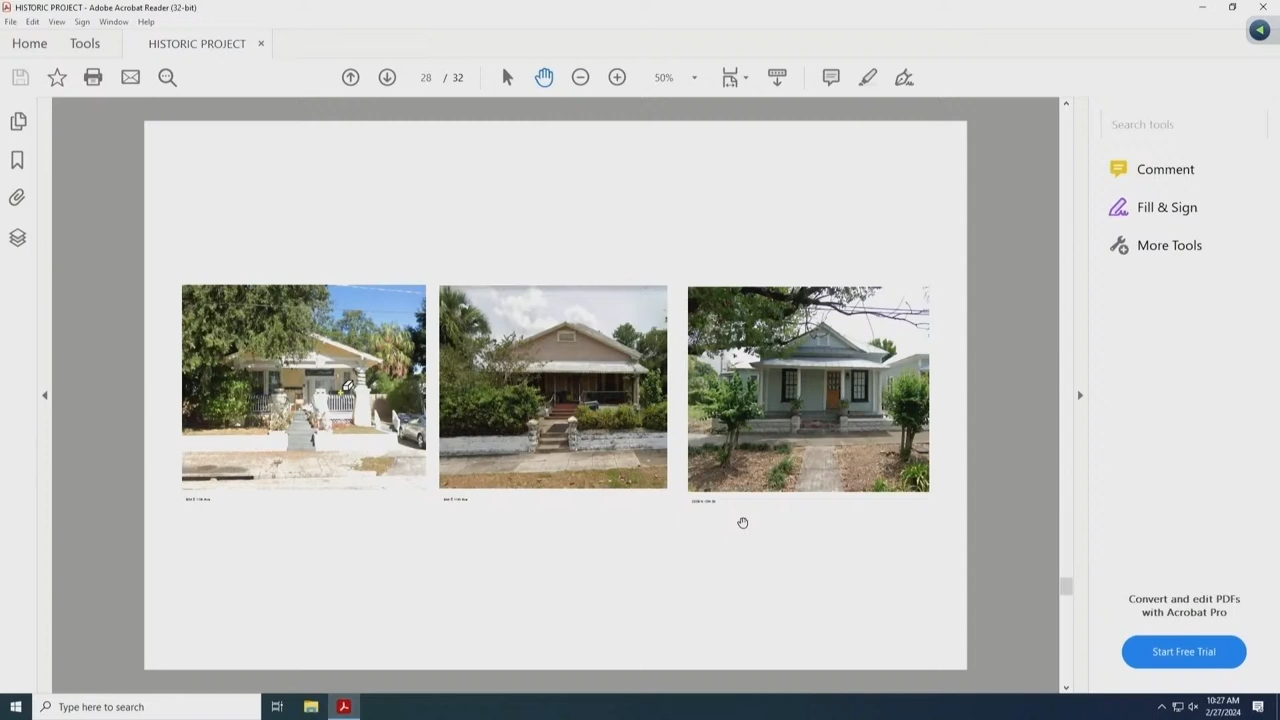 HISTORIC PROJECT - Adobe Acrobat Reader (32-bit)
File Edit View Sign Window Help
Home Tools HISTORIC PROJECT ×
28 / 32 50%
Search tools
Comment
Fill & Sign
More Tools
Convert and edit PDFs
with Acrobat Pro
Start Free Trial
Type here to search
10:27 AM
2/27/2024